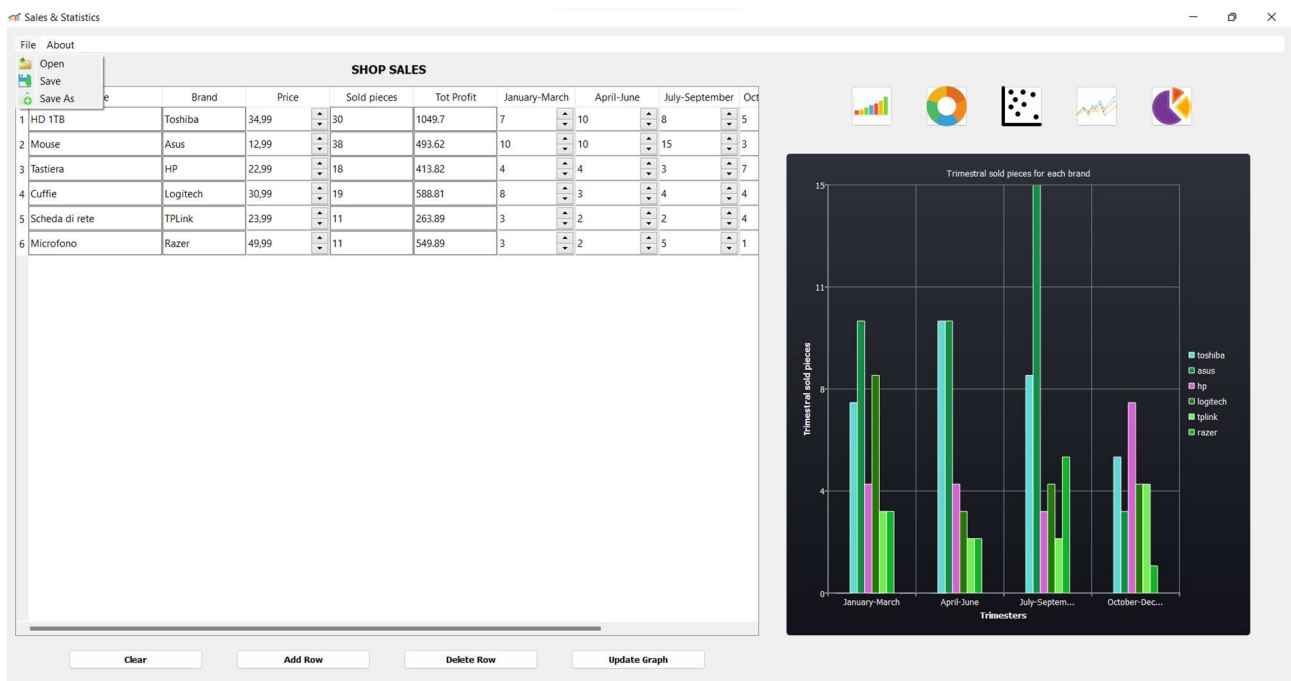 Sales & Statistics
File About
Open
Save
Save As
SHOP SALES
e Brand Price Sold pieces Tot Profit January-March April-June July-September Oct
1 HD 1TB Toshiba 34,99 30 1049.7 7 10 8 5
2 Mouse Asus 12,99 38 493.62 10 10 15 3
3 Tastiera HP 22,99 18 413.82 4 4 3 7
4 Cuffie Logitech 30,99 19 588.81 8 3 4 4
5 Scheda di rete TPLink 23,99 11 263.89 3 2 2 4
6 Microfono Razer 49,99 11 549.89 3 2 5 1
Clear Add Row Delete Row Update Graph
Trimestral sold pieces for each brand
15
11
8
4
0
Trimestral sold pieces
January-March April-June July-Septem... October-Dec...
Trimesters
toshiba
asus
hp
logitech
tplink
razer